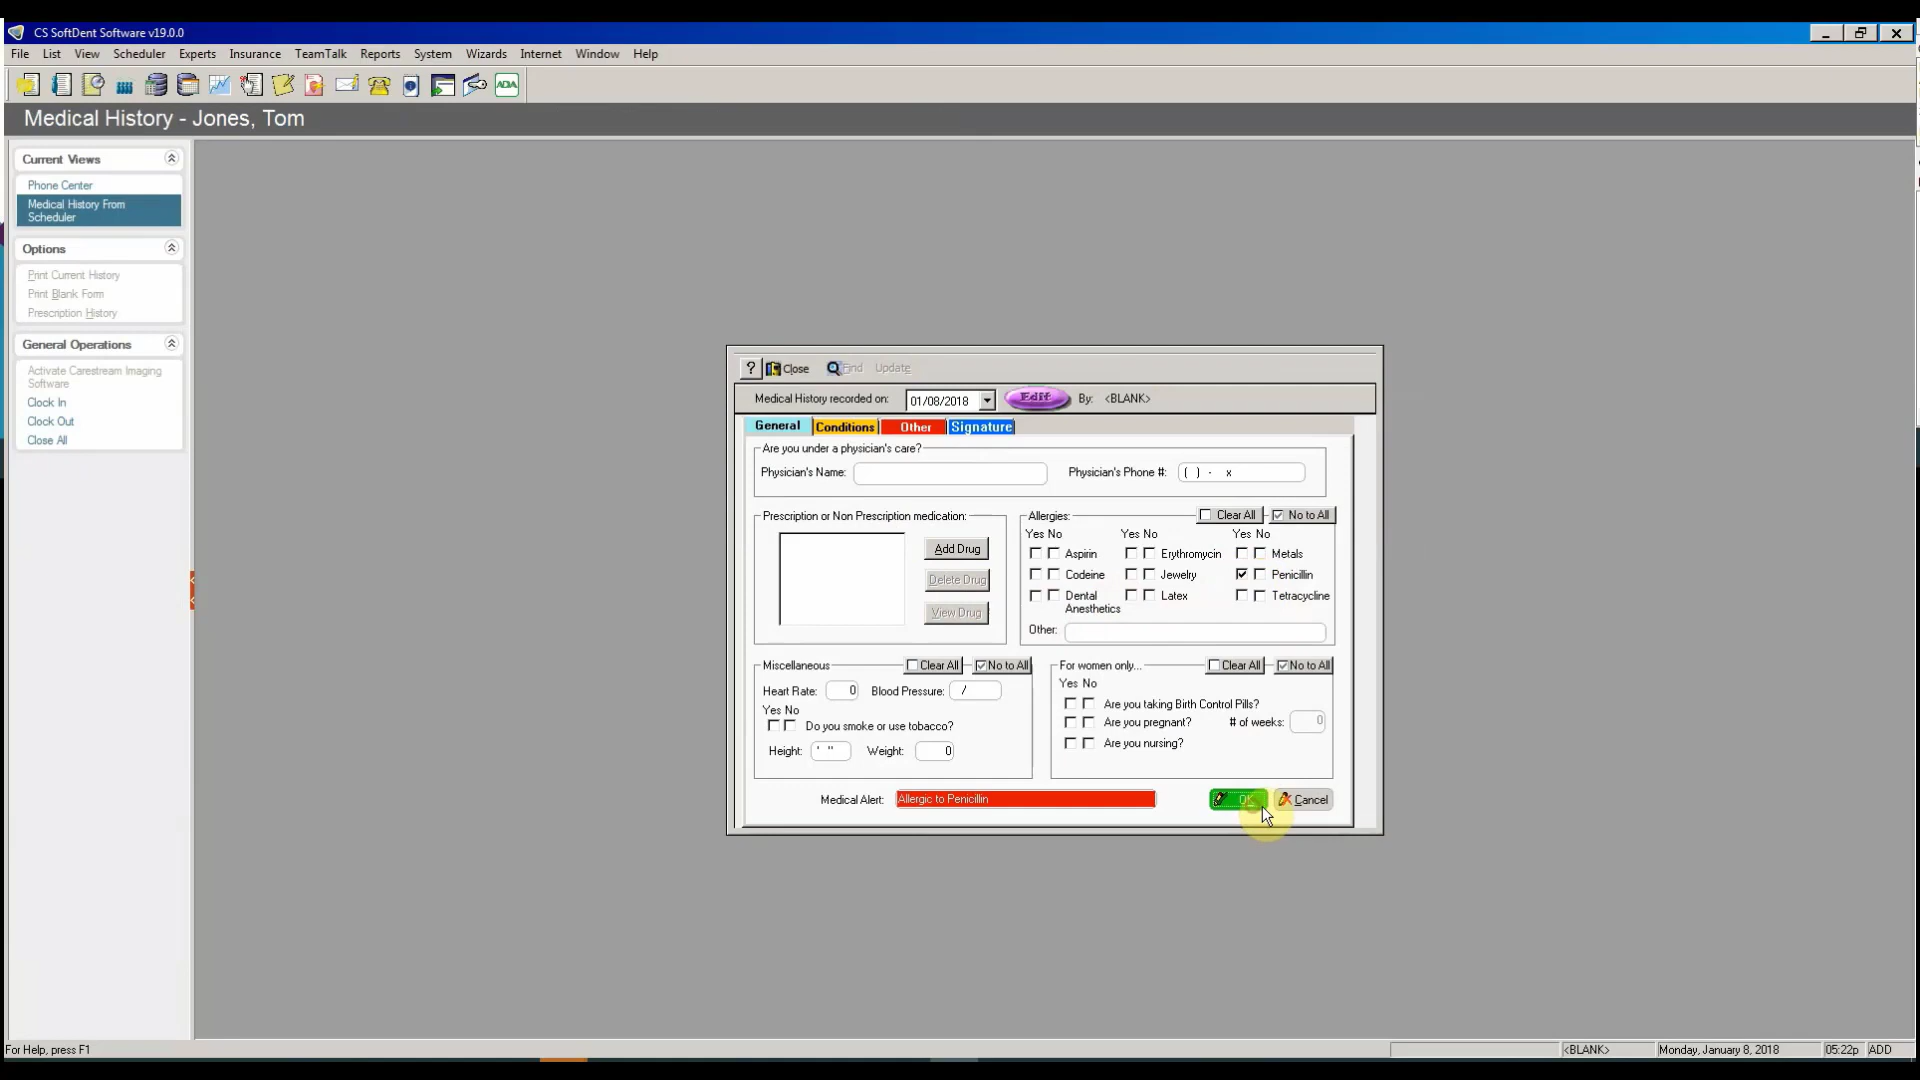 CS SoftDent Software v19.0.0
File List View Scheduler Experts Insurance TeamTalk Reports System Wizards Internet Window Help
ADA
Medical History - Jones, Tom
Current Views
Phone Center
Medical History From
Scheduler
Options
Print Current History
Print Blank Form
Prescription History
General Operations
Activate Carestream Imaging
Software
Clock In
Clock Out
Close All
? Close Find Update
Medical History recorded on: 01/08/2018 Edit By: <BLANK>
General Conditions Other Signature
Are you under a physician's care?
Physician's Name: Physician's Phone #: ( ) - x
Prescription or Non Prescription medication:
Add Drug
Delete Drug
View Drug
Allergies: Clear All No to All
Yes No Yes No Yes No
Aspirin Erythromycin Metals
Codeine Jewelry Penicillin
Dental Latex Tetracycline
Anesthetics
Other:
Miscellaneous Clear All No to All
Heart Rate: 0 Blood Pressure: /
Yes No
Do you smoke or use tobacco?
Height: ' " Weight: 0
For women only... Clear All No to All
Yes No
Are you taking Birth Control Pills?
Are you pregnant? # of weeks: 0
Are you nursing?
Medical Alert: Allergic to Penicillin OK Cancel
For Help, press F1 <BLANK> Monday, January 8, 2018 05:22p ADD